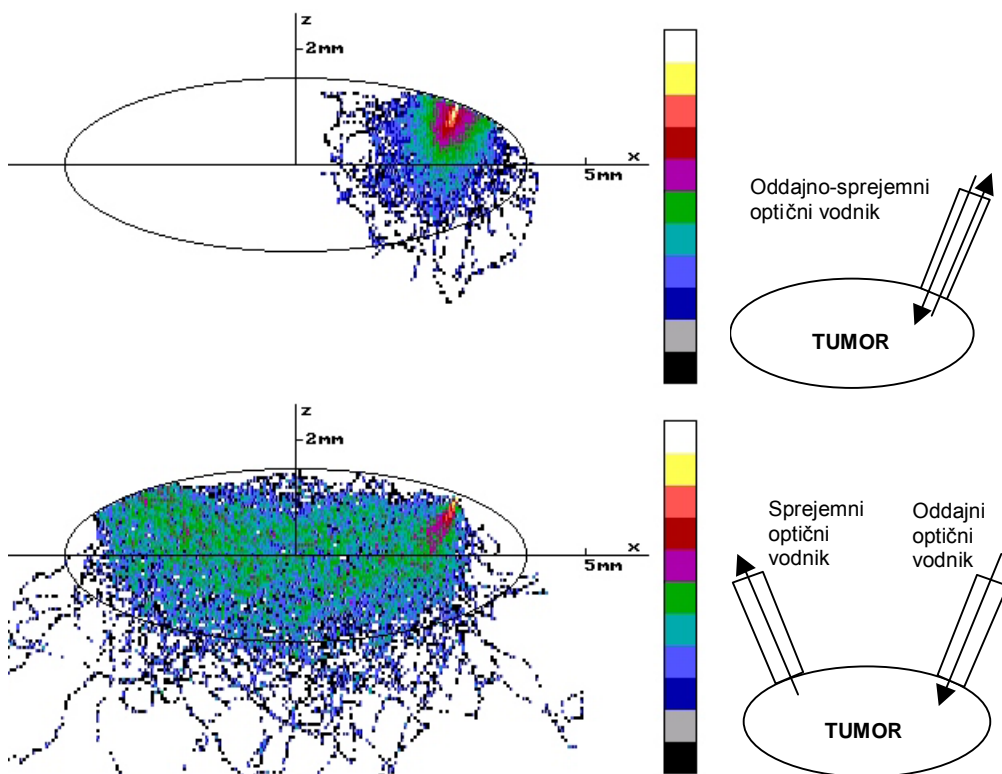 z
2mm
x
5mm
Oddajno-sprejemni
optični vodnik
TUMOR
z
2mm
x
5mm
Sprejemni
optični
vodnik
Oddajni
optični
vodnik
TUMOR